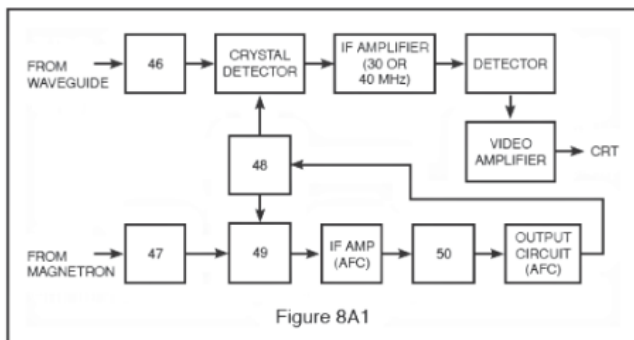 FROM
WAVEGUIDE
46
CRYSTAL
DETECTOR
IF AMPLIFIER
(30 OR
40 MHz)
DETECTOR
VIDEO
AMPLIFIER
CRT
48
FROM
MAGNETRON
47
49
IF AMP
(AFC)
50
OUTPUT
CIRCUIT
(AFC)
Figure 8A1